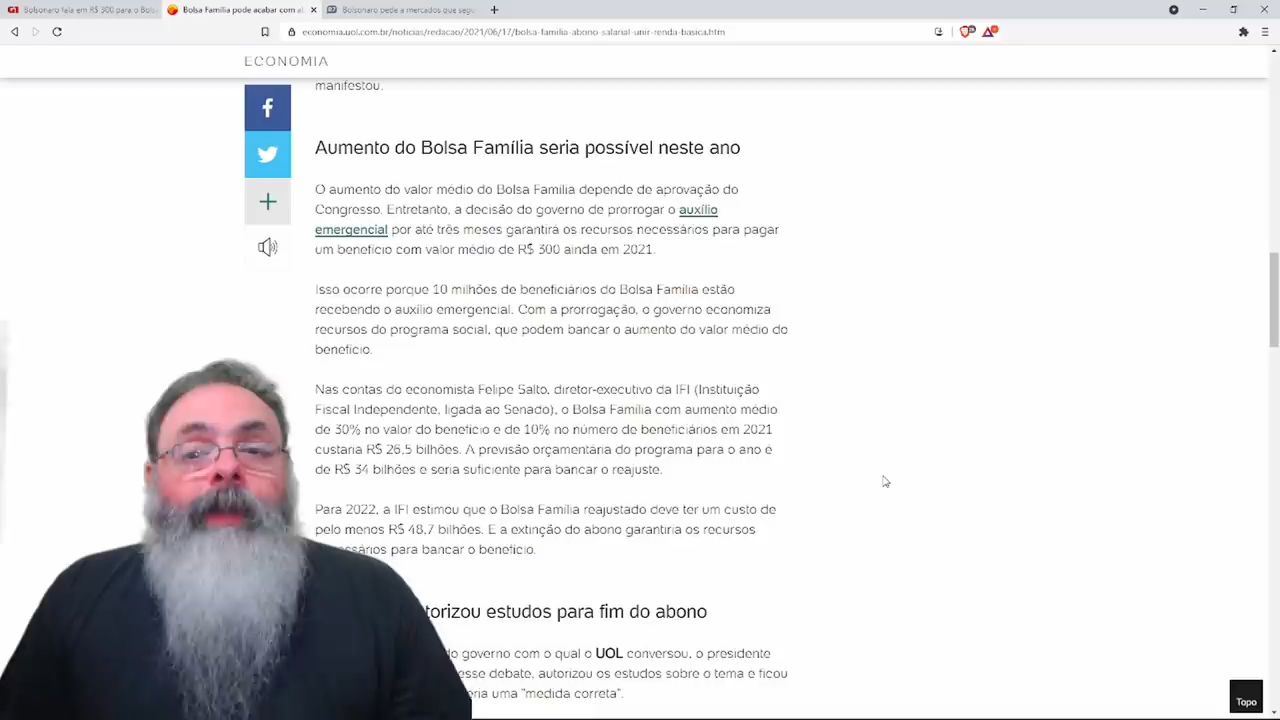 G1 Bolsonaro fala em R$ 300 para o Bolsa
Bolsa Família pode acabar com a
Bolsonaro pede a mercados que
economia.uol.com.br/noticias/redacao/2021/06/17/bolsa-familia-abono-salarial-unir-renda-basica.htm
ECONOMIA
manifestou.
Aumento do Bolsa Família seria possível neste ano
O aumento do valor médio do Bolsa Família depende de aprovação do
Congresso. Entretanto, a decisão do governo de prorrogar o auxílio
emergencial por até três meses garantirá os recursos necessários para pagar
um benefício com valor médio de R$ 300 ainda em 2021.
Isso ocorre porque 10 milhões de beneficiários do Bolsa Família estão
recebendo o auxílio emergencial. Com a prorrogação, o governo economiza
recursos do programa social, que podem bancar o aumento do valor médio do
benefício.
Nas contas do economista Felipe Salto, diretor-executivo da IFI (Instituição
Fiscal Independente, ligada ao Senado), o Bolsa Família com aumento médio
de 30% no valor do benefício e de 10% no número de beneficiários em 2021
custaria R$ 26,5 bilhões. A previsão orçamentária do programa para o ano é
de R$ 34 bilhões e seria suficiente para bancar o reajuste.
Para 2022, a IFI estimou que o Bolsa Família reajustado deve ter um custo de
pelo menos R$ 48,7 bilhões. E a extinção do abono garantiria os recursos
essários para bancar o benefício.
torizou estudos para fim do abono
do governo com o qual o UOL conversou, o presidente
esse debate, autorizou os estudos sobre o tema e ficou
eria uma "medida correta".
Topo